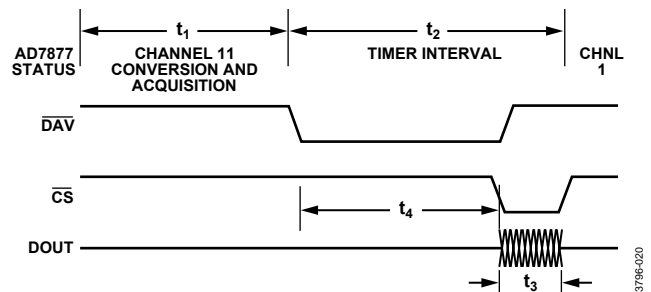 t1
t2
AD7877
STATUS
CHANNEL 11
CONVERSION AND
ACQUISITION
TIMER INTERVAL
CHNL
1
DAV
CS
t4
DOUT
t3
3796-020